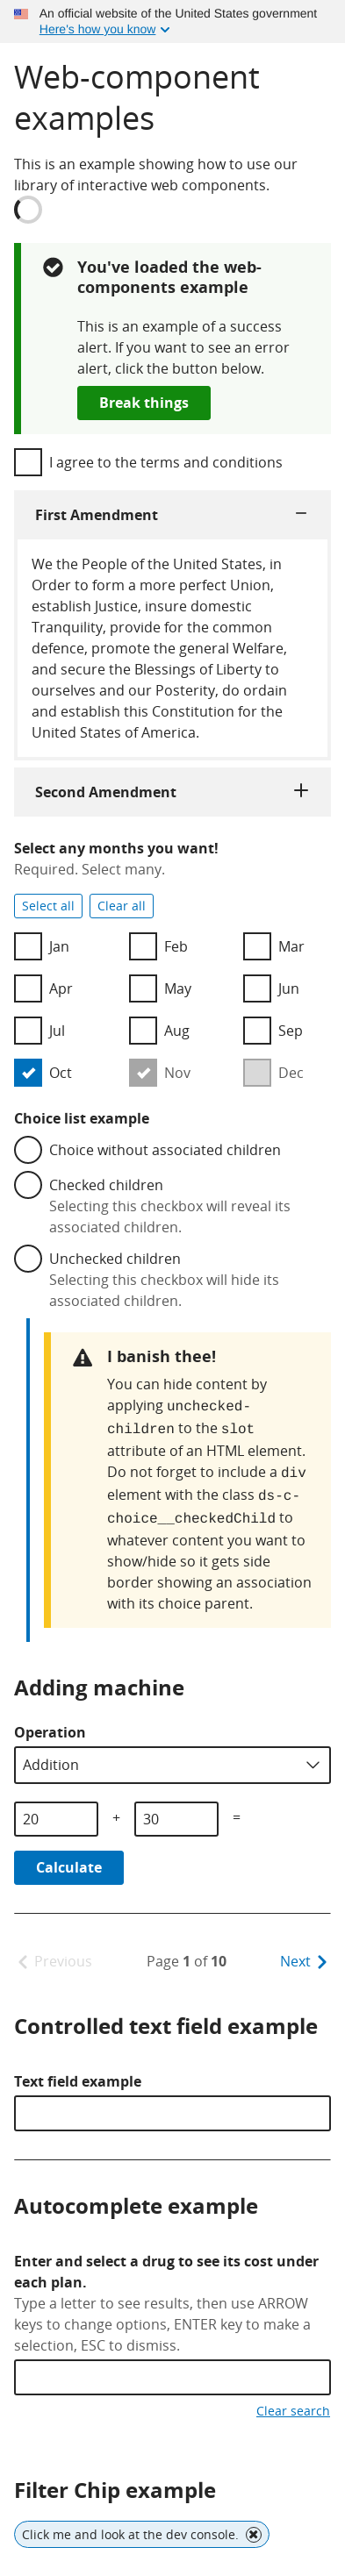 An official website of the United States government
Here's how you know
Web-component
examples
This is an example showing how to use our
library of interactive web components.
You've loaded the web-
components example
This is an example of a success
alert. If you want to see an error
alert, click the button below.
Break things
I agree to the terms and conditions
First Amendment
We the People of the United States, in
Order to form a more perfect Union,
establish Justice, insure domestic
Tranquility, provide for the common
defence, promote the general Welfare,
and secure the Blessings of Liberty to
ourselves and our Posterity, do ordain
and establish this Constitution for the
United States of America.
Second Amendment
Select any months you want!
Required. Select many.
Select all Clear all
Jan Feb Mar
Apr May Jun
Jul Aug Sep
Oct Nov Dec
Choice list example
Choice without associated children
Checked children
Selecting this checkbox will reveal its
associated children.
Unchecked children
Selecting this checkbox will hide its
associated children.
I banish thee!
You can hide content by
applying unchecked-
children to the slot
attribute of an HTML element.
Do not forget to include a div
element with the class ds-c-
choice__checkedChild to
whatever content you want to
show/hide so it gets side
border showing an association
with its choice parent.
Adding machine
Operation
Addition
20 + 30 =
Calculate
Previous Page 1 of 10 Next
Controlled text field example
Text field example
Autocomplete example
Enter and select a drug to see its cost under
each plan.
Type a letter to see results, then use ARROW
keys to change options, ENTER key to make a
selection, ESC to dismiss.
Clear search
Filter Chip example
Click me and look at the dev console.